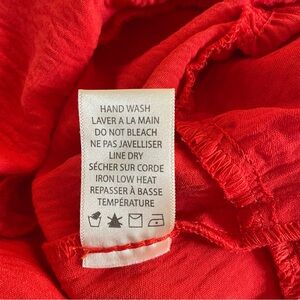 HAND WASH
LAVER A LA MAIN
DO NOT BLEACH
NE PAS JAVELLISER
LINE DRY
SÉCHER SUR CORDE
IRON LOW HEAT
REPASSER À BASSE
TEMPÉRATURE